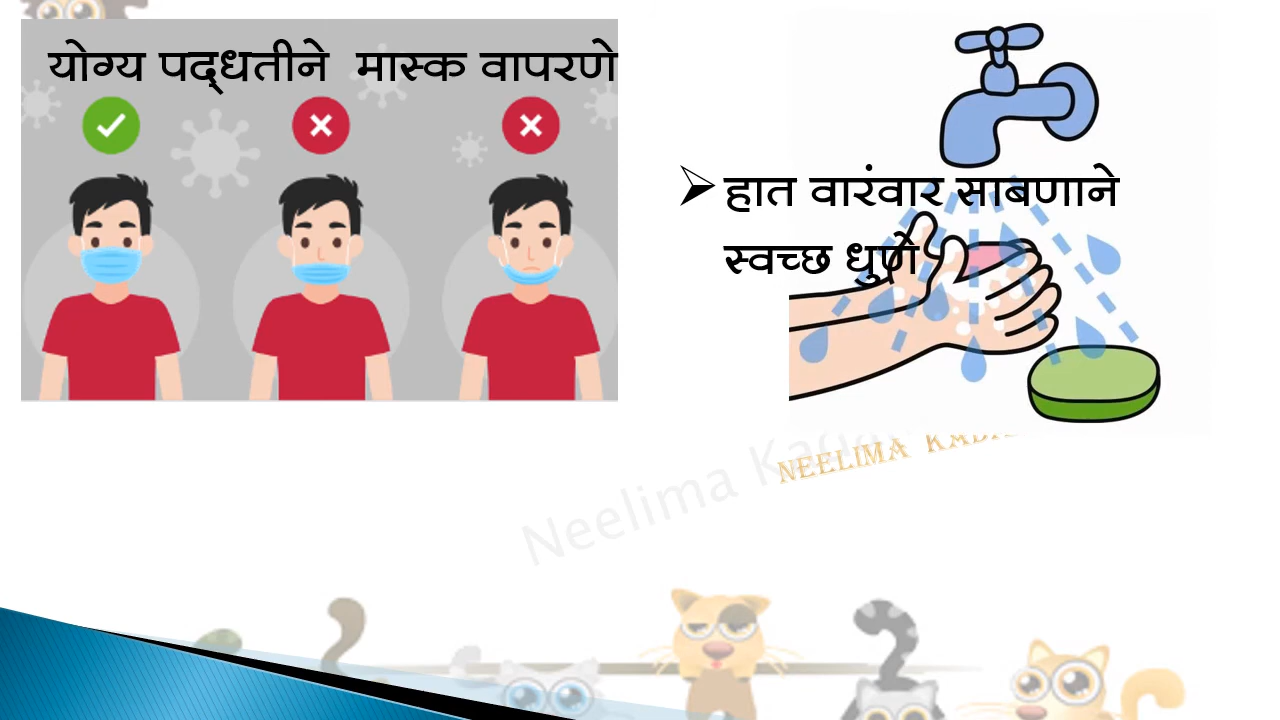 योग्य पद्धतीने मास्क वापरणे
हात वारंवार साबणाने
स्वच्छ धुणे
NEELIMA
Neelima